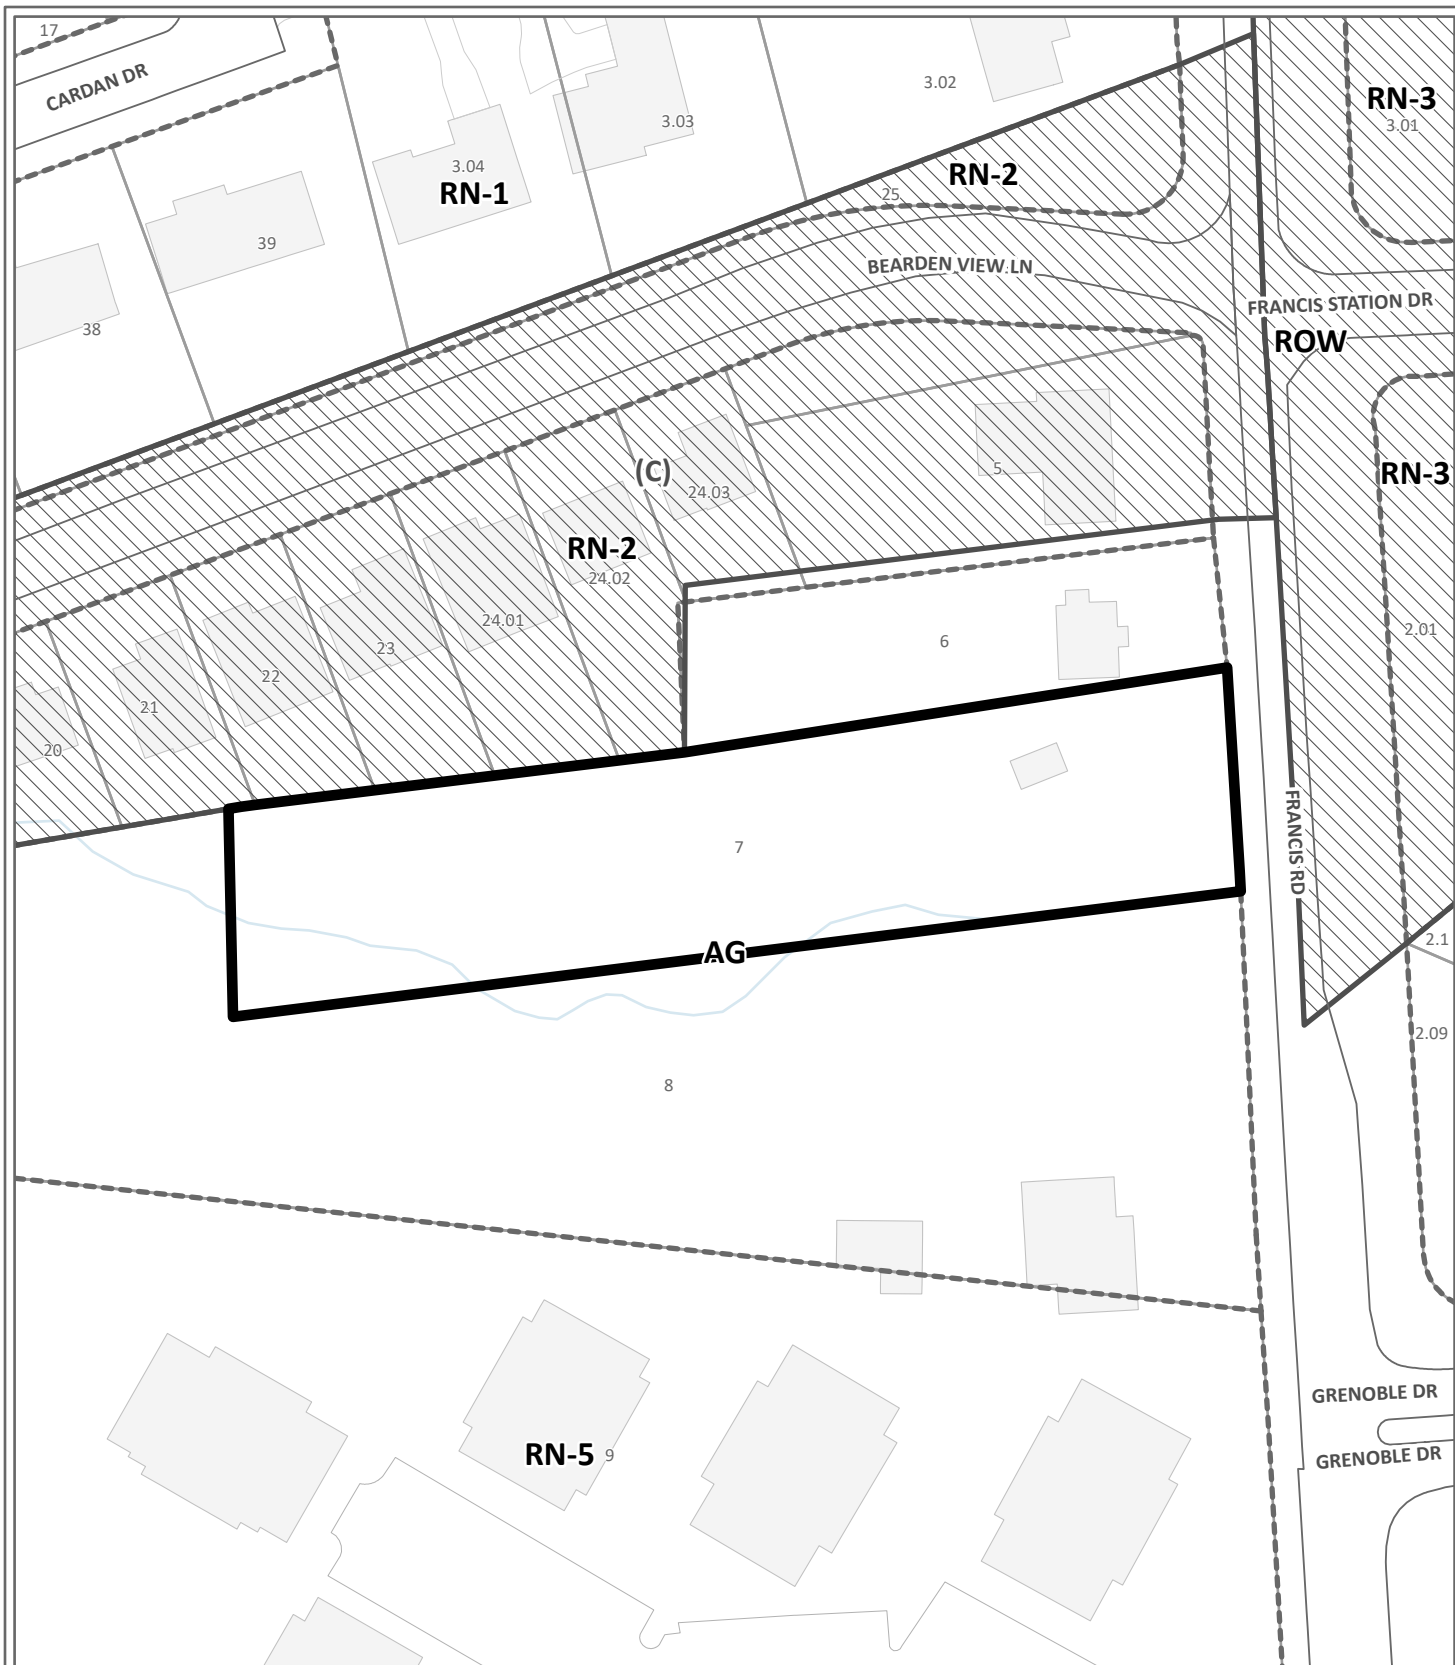 17
CARDAN DR
3.02
RN-3
3.01
3.03
3.04
RN-1
RN-2
25
39
BEARDEN VIEW LN
FRANCIS STATION DR
38
ROW
(C)
5
RN-3
24.03
RN-2
24.02
24.01
2.01
6
23
22
21
20
FRANCIS RD
7
AG
2.1
2.09
8
GRENOBLE DR
RN-5
9
GRENOBLE DR